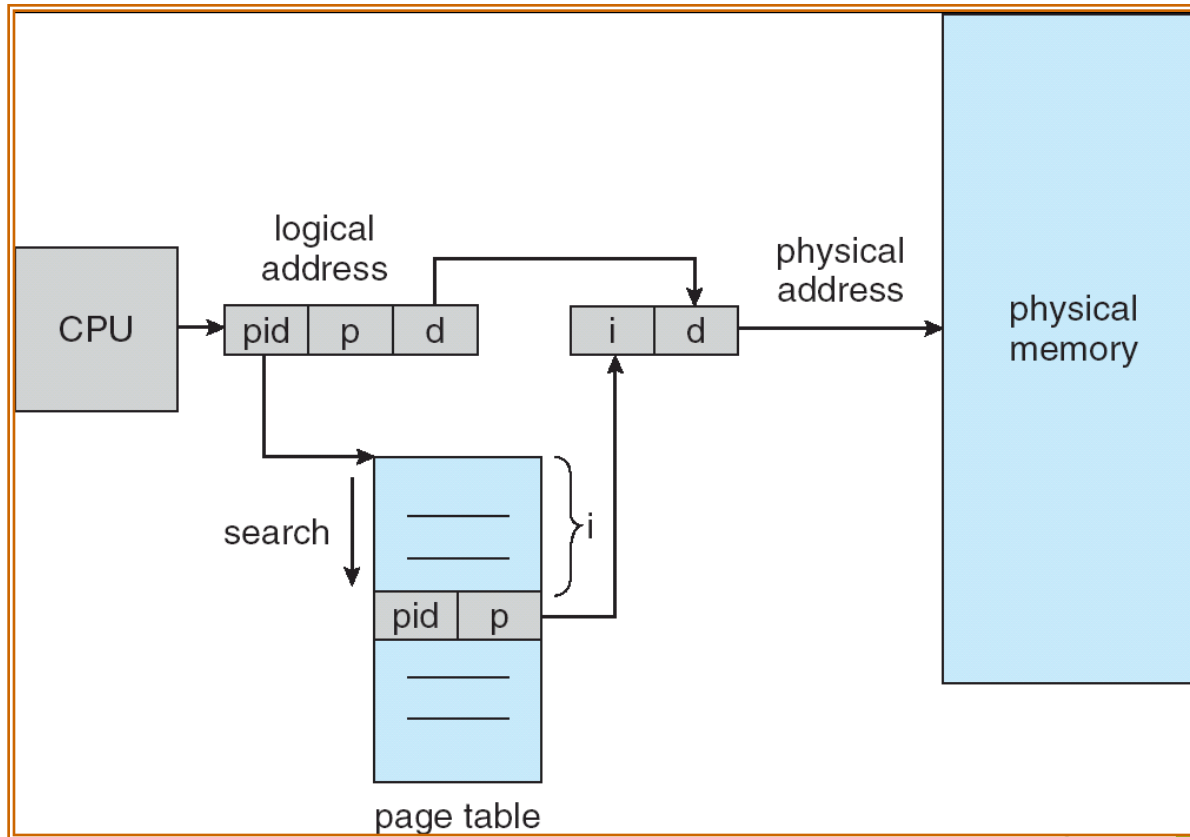 logical
address
physical
address
CPU
pid
p
d
i
d
physical
memory
search
i
pid
p
page table